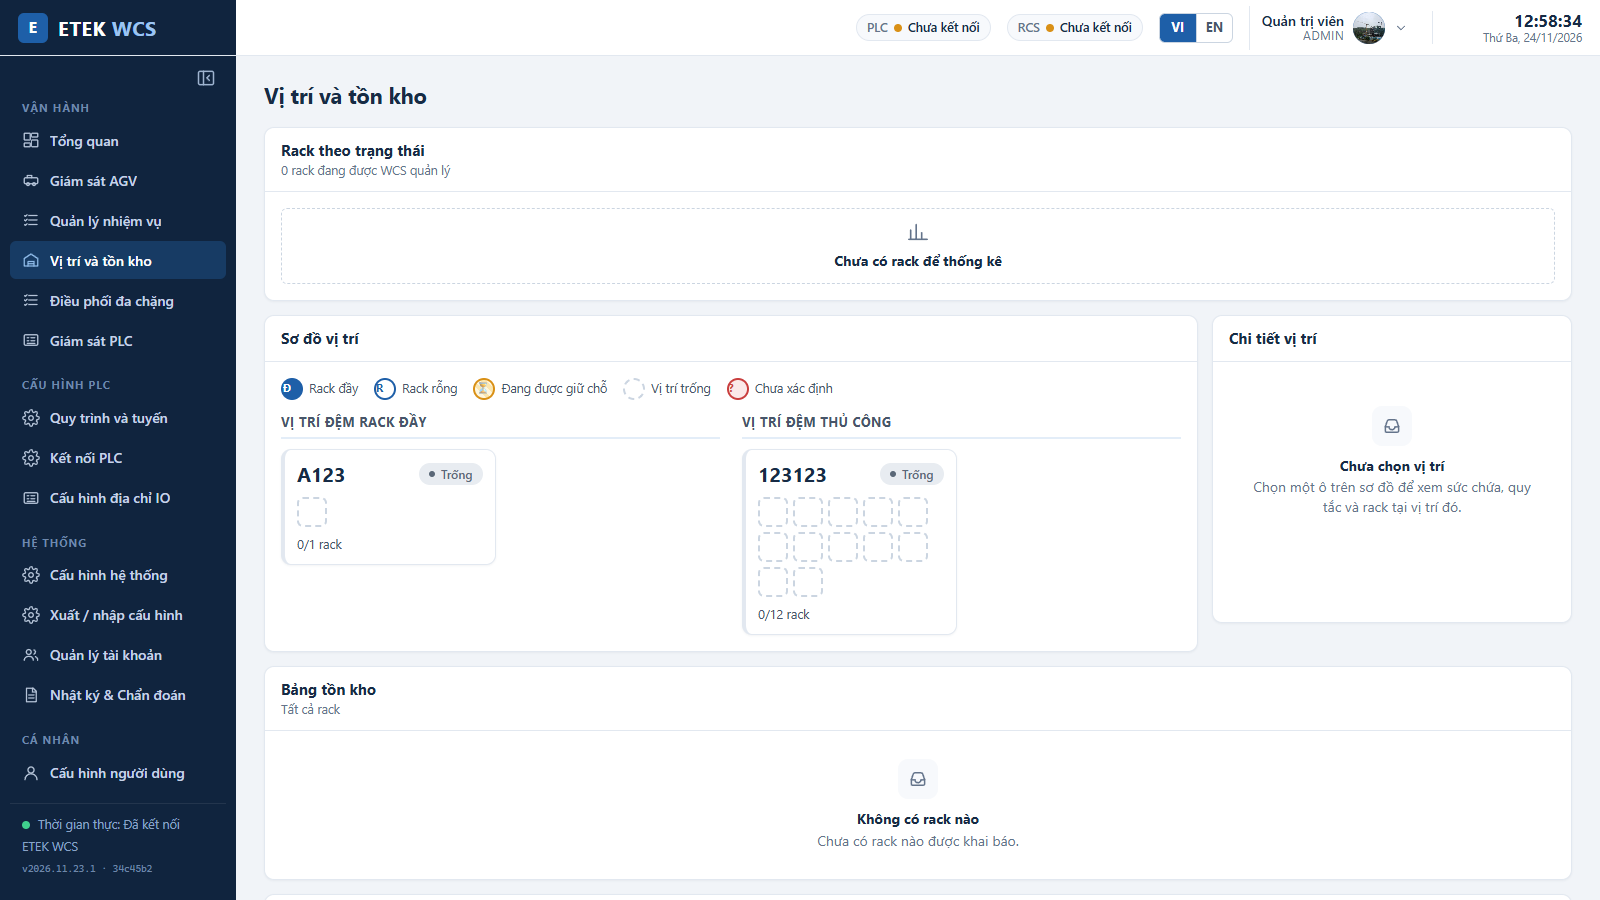 E ETEK WCS
PLC Chưa kết nối
RCS Chưa kết nối
VI EN
Quản trị viên
ADMIN
12:58:34
Thứ Ba, 24/11/2026
VẬN HÀNH
Tổng quan
Giám sát AGV
Quản lý nhiệm vụ
Vị trí và tồn kho
Điều phối đa chặng
Giám sát PLC
CẤU HÌNH PLC
Quy trình và tuyến
Kết nối PLC
Cấu hình địa chỉ IO
HỆ THỐNG
Cấu hình hệ thống
Xuất / nhập cấu hình
Quản lý tài khoản
Nhật ký & Chẩn đoán
CÁ NHÂN
Cấu hình người dùng
Thời gian thực: Đã kết nối
ETEK WCS
v2026.11.23.1 · 34c45b2
Vị trí và tồn kho
Rack theo trạng thái
0 rack đang được WCS quản lý
Chưa có rack để thống kê
Sơ đồ vị trí
Đ Rack đầy
R Rack rỗng
Đang được giữ chỗ
Vị trí trống
? Chưa xác định
VỊ TRÍ ĐỆM RACK ĐẦY
A123
Trống
0/1 rack
VỊ TRÍ ĐỆM THỦ CÔNG
123123
Trống
0/12 rack
Chi tiết vị trí
Chưa chọn vị trí
Chọn một ô trên sơ đồ để xem sức chứa, quy
tắc và rack tại vị trí đó.
Bảng tồn kho
Tất cả rack
Không có rack nào
Chưa có rack nào được khai báo.